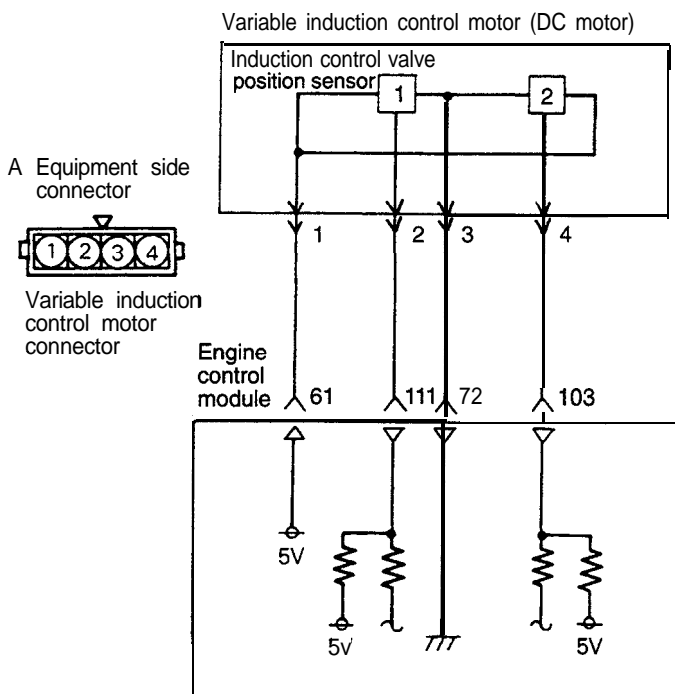 Variable induction control motor (DC motor)
Induction control valve
position sensor
1
2
A Equipment side
connector
1 2 3 4
1
2
3
4
Variable induction
control motor
connector
Engine
control
module
61
111
72
103
5V
5V
5V